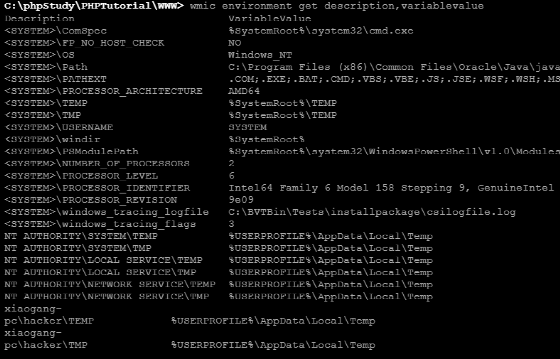 C:\phpStudy\PHPTutorial\WWW> wmic environment get description,variablevalue
Description VariableValue
<SYSTEM>\ComSpec %SystemRoot%\system32\cmd.exe
<SYSTEM>\FP_NO_HOST_CHECK NO
<SYSTEM>\OS Windows_NT
<SYSTEM>\Path C:\Program Files (x86)\Common Files\Oracle\Java\java
<SYSTEM>\PATHEXT .COM;.EXE;.BAT;.CMD;.VBS;.VBE;.JS;.JSE;.WSF;.WSH;.MS
<SYSTEM>\PROCESSOR_ARCHITECTURE AMD64
<SYSTEM>\TEMP %SystemRoot%\TEMP
<SYSTEM>\TMP %SystemRoot%\TEMP
<SYSTEM>\USERNAME SYSTEM
<SYSTEM>\windir %SystemRoot%
<SYSTEM>\PSModulePath %SystemRoot%\system32\WindowsPowerShell\v1.0\Modules
<SYSTEM>\NUMBER_OF_PROCESSORS 2
<SYSTEM>\PROCESSOR_LEVEL 6
<SYSTEM>\PROCESSOR_IDENTIFIER Intel64 Family 6 Model 158 Stepping 9, GenuineIntel
<SYSTEM>\PROCESSOR_REVISION 9e09
<SYSTEM>\windows_tracing_logfile C:\BVTBin\Tests\installpackage\csilogfile.log
<SYSTEM>\windows_tracing_flags 3
NT AUTHORITY\SYSTEM\TEMP %USERPROFILE%\AppData\Local\Temp
NT AUTHORITY\SYSTEM\TMP %USERPROFILE%\AppData\Local\Temp
NT AUTHORITY\LOCAL SERVICE\TEMP %USERPROFILE%\AppData\Local\Temp
NT AUTHORITY\LOCAL SERVICE\TMP %USERPROFILE%\AppData\Local\Temp
NT AUTHORITY\NETWORK SERVICE\TEMP %USERPROFILE%\AppData\Local\Temp
NT AUTHORITY\NETWORK SERVICE\TMP %USERPROFILE%\AppData\Local\Temp
xiaogang-
pc\hacker\TEMP %USERPROFILE%\AppData\Local\Temp
xiaogang-
pc\hacker\TMP %USERPROFILE%\AppData\Local\Temp